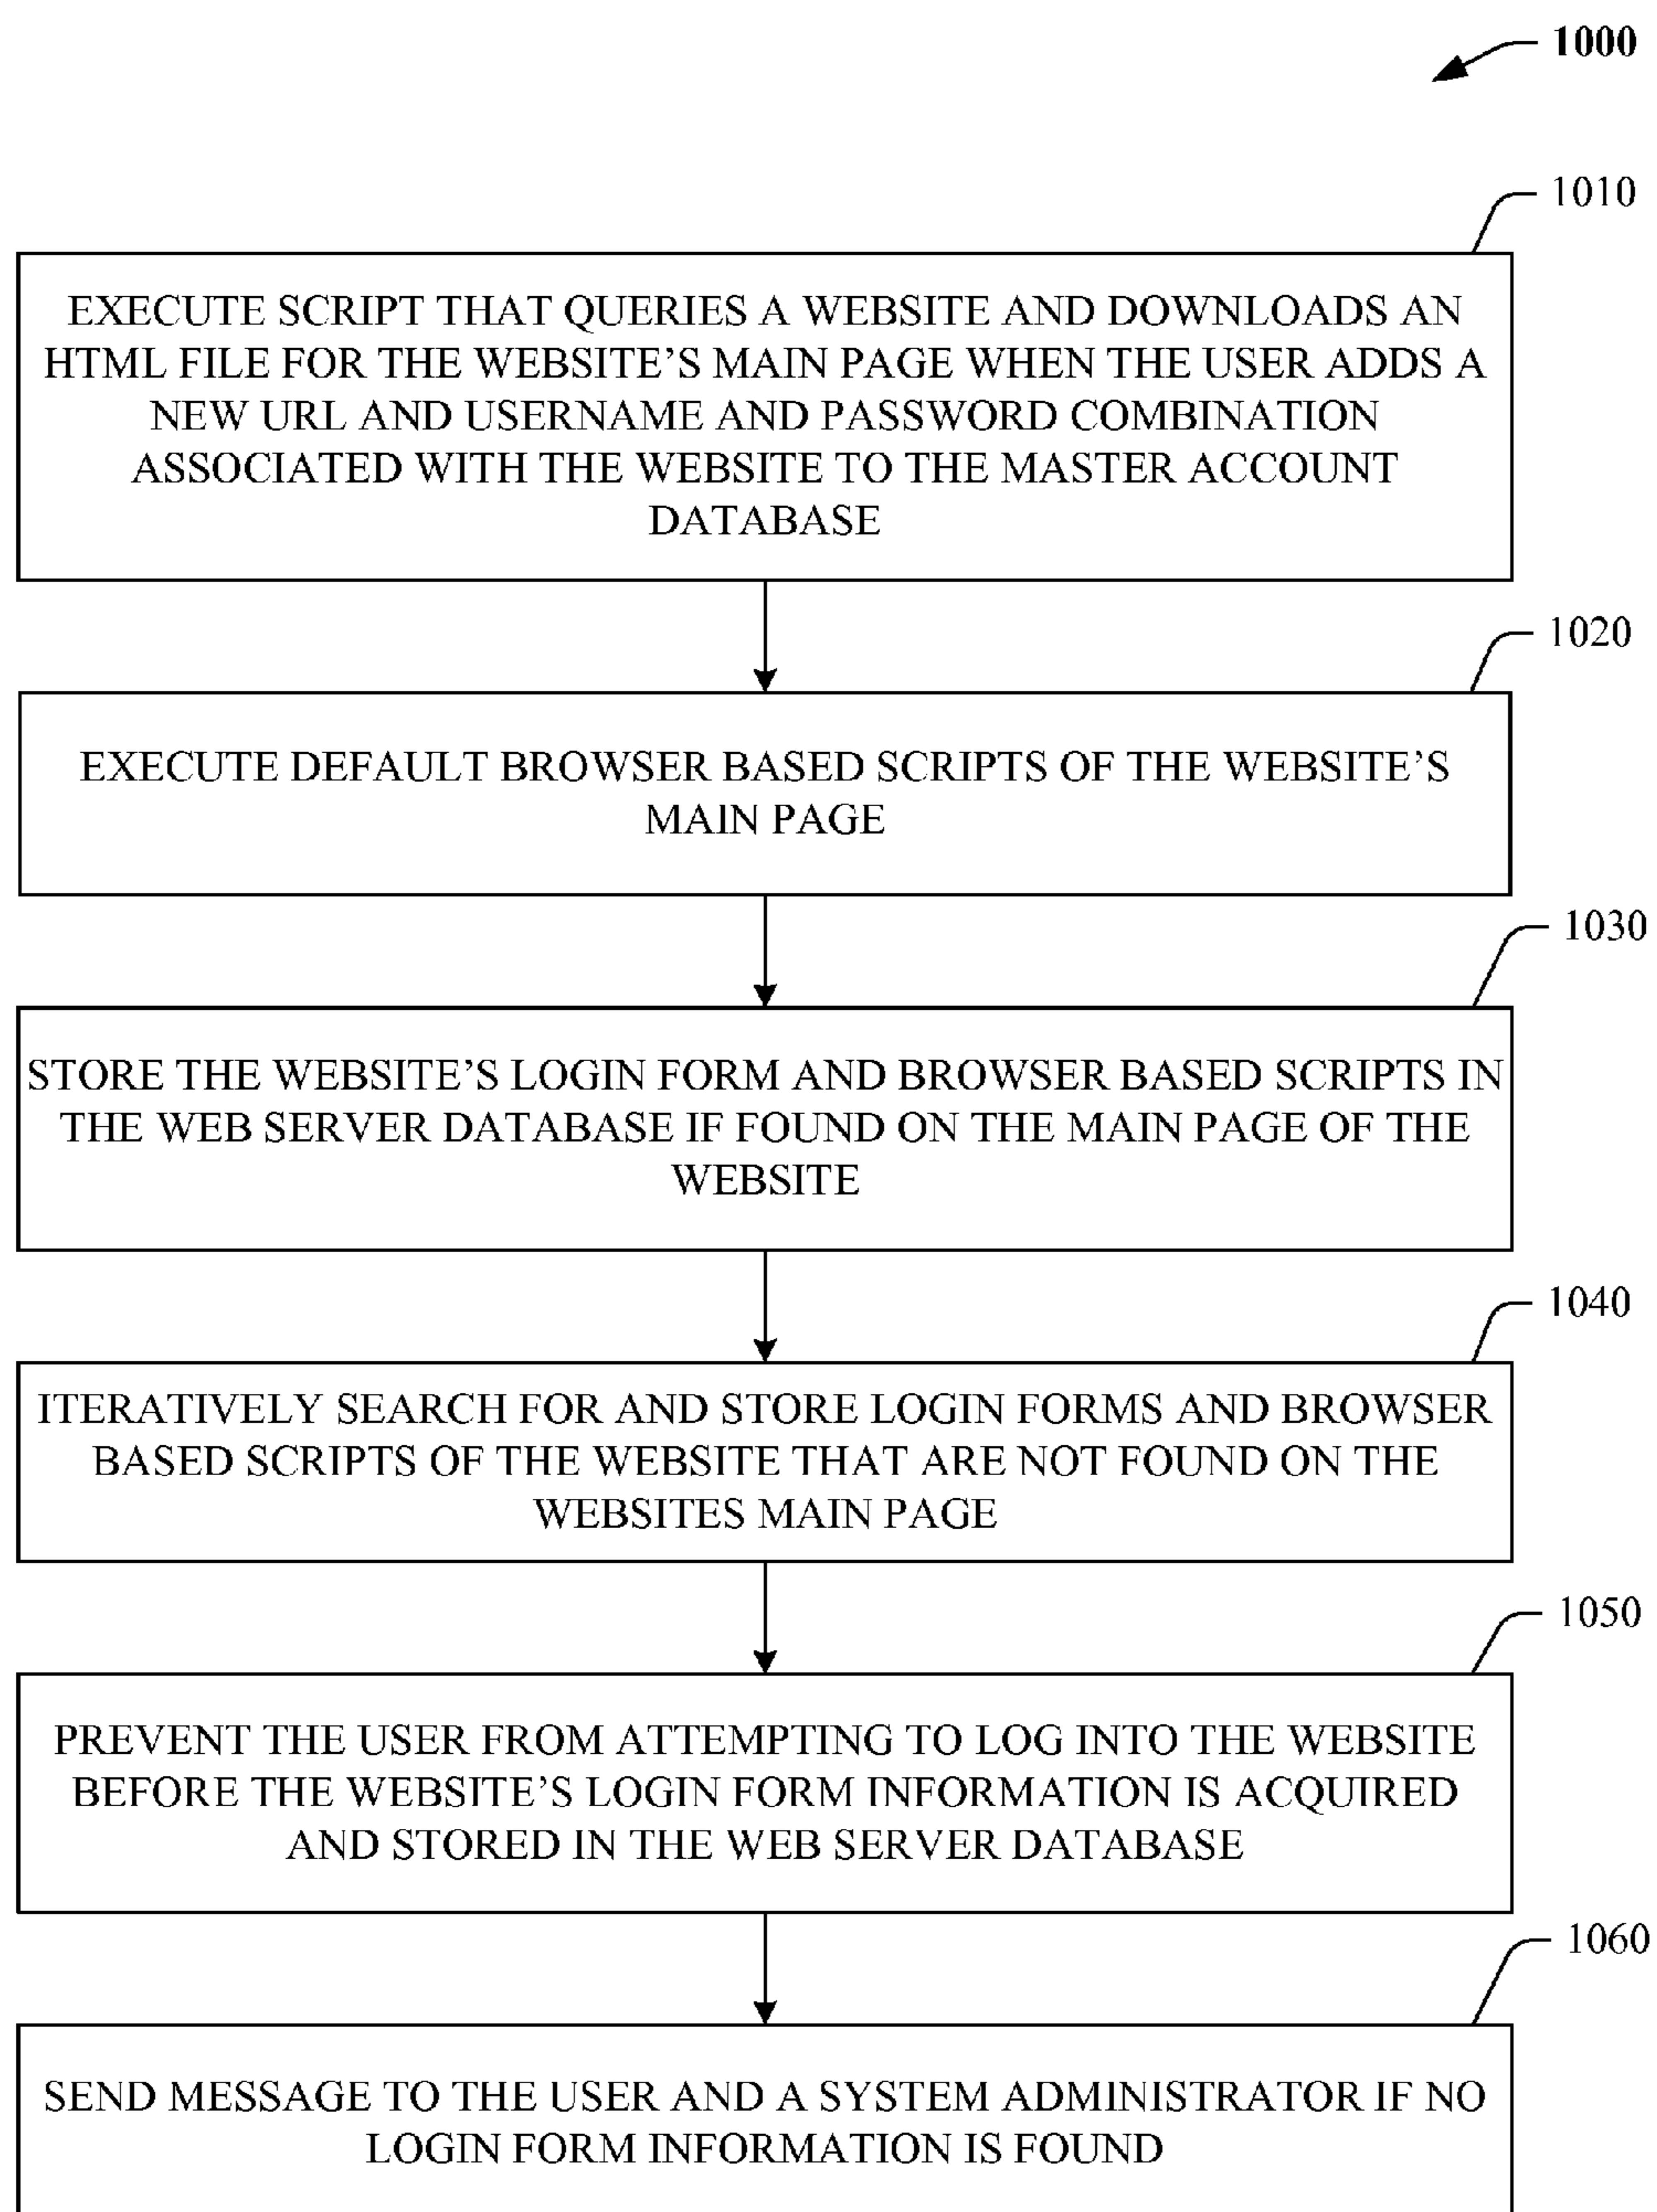 1000
1010
EXECUTE SCRIPT THAT QUERIES A WEBSITE AND DOWNLOADS AN
HTML FILE FOR THE WEBSITE’S MAIN PAGE WHEN THE USER ADDS A
NEW URL AND USERNAME AND PASSWORD COMBINATION
ASSOCIATED WITH THE WEBSITE TO THE MASTER ACCOUNT
DATABASE
1020
EXECUTE DEFAULT BROWSER BASED SCRIPTS OF THE WEBSITE’S
MAIN PAGE
1030
STORE THE WEBSITE’S LOGIN FORM AND BROWSER BASED SCRIPTS IN
THE WEB SERVER DATABASE IF FOUND ON THE MAIN PAGE OF THE
WEBSITE
1040
ITERATIVELY SEARCH FOR AND STORE LOGIN FORMS AND BROWSER
BASED SCRIPTS OF THE WEBSITE THAT ARE NOT FOUND ON THE
WEBSITES MAIN PAGE
1050
PREVENT THE USER FROM ATTEMPTING TO LOG INTO THE WEBSITE
BEFORE THE WEBSITE’S LOGIN FORM INFORMATION IS ACQUIRED
AND STORED IN THE WEB SERVER DATABASE
1060
SEND MESSAGE TO THE USER AND A SYSTEM ADMINISTRATOR IF NO
LOGIN FORM INFORMATION IS FOUND